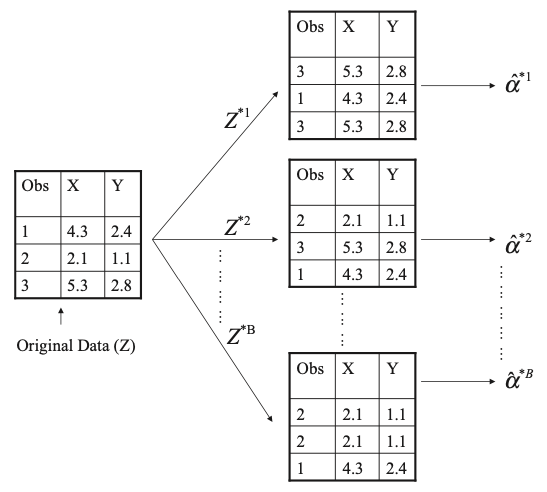 Obs X Y
3 5.3 2.8
1 4.3 2.4
3 5.3 2.8
α̂*1
Z*1
Obs X Y
1 4.3 2.4
2 2.1 1.1
3 5.3 2.8
Original Data (Z)
Z*2
Obs X Y
2 2.1 1.1
3 5.3 2.8
1 4.3 2.4
α̂*2
Z*B
Obs X Y
2 2.1 1.1
2 2.1 1.1
1 4.3 2.4
α̂*B